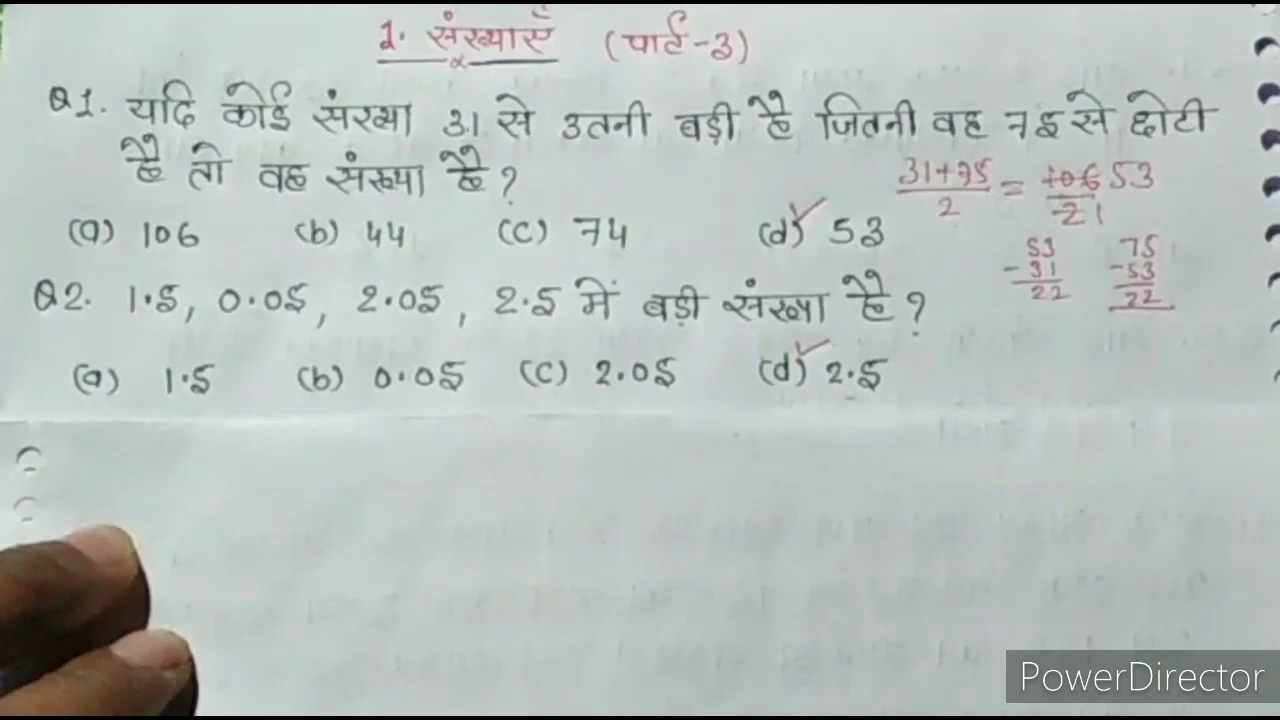 1. संख्याएँ (पार्ट-3)
Q1. यदि कोई संख्या 31 से उतनी बड़ी है जितनी वह 75 से छोटी
है तो वह संख्या है?
31+75/2 = 106/2 53
(a) 106 (b) 44 (c) 74 (d) 53
53 75
-31 -53
22 22
Q2. 1.5, 0.05, 2.05, 2.5 में बड़ी संख्या है?
(a) 1.5 (b) 0.05 (c) 2.05 (d) 2.5
PowerDirector